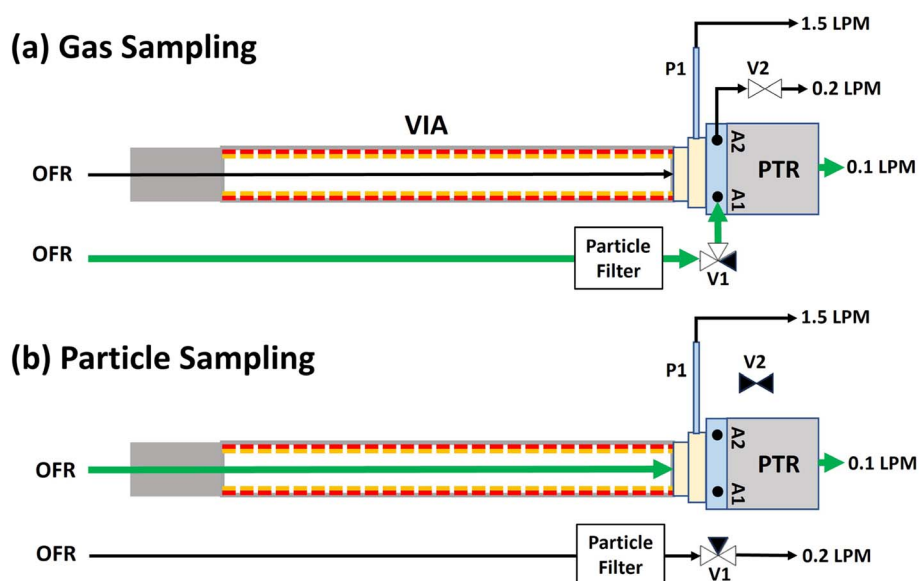 (a) Gas Sampling
1.5 LPM
P1
V2
0.2 LPM
VIA
A2
PTR
0.1 LPM
OFR
A1
OFR
Particle
Filter
V1
(b) Particle Sampling
1.5 LPM
P1
V2
A2
PTR
0.1 LPM
OFR
A1
OFR
Particle
Filter
0.2 LPM
V1